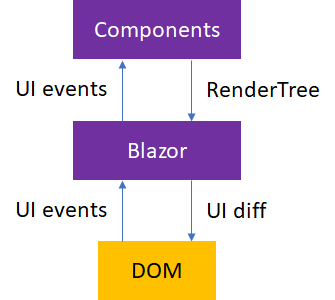 Components
UI events
RenderTree
Blazor
UI events
UI diff
DOM